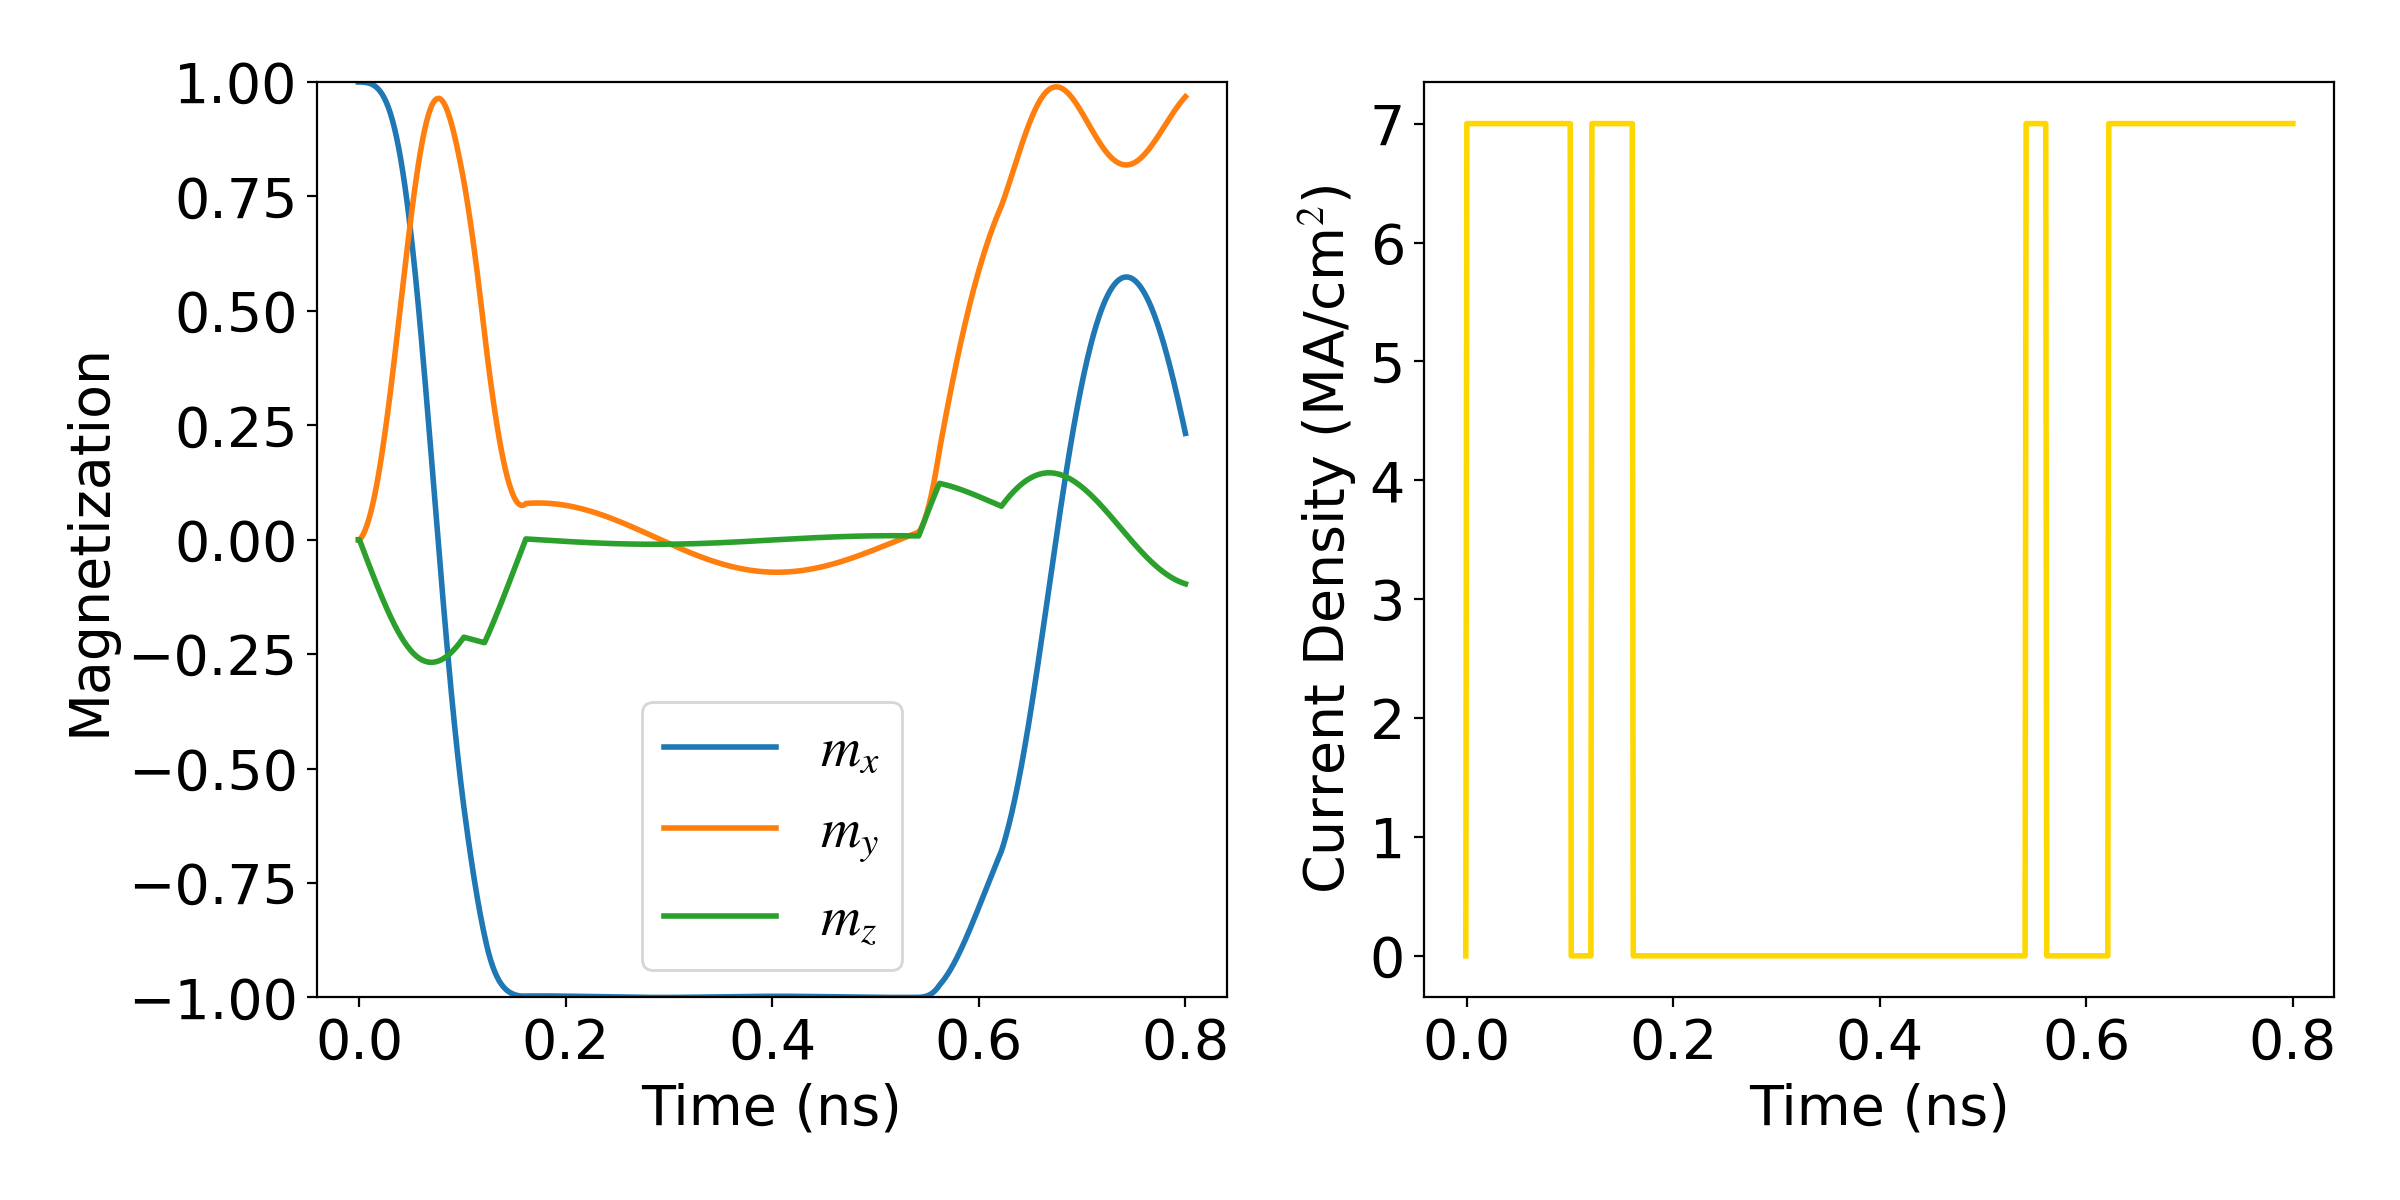 1.00
0.75
0.50
0.25
0.00
−0.25
−0.50
−0.75
−1.00
Magnetization
0.0 0.2 0.4 0.6 0.8
Time (ns)
m_x
m_y
m_z
7
6
5
4
3
2
1
0
Current Density (MA/cm²)
0.0 0.2 0.4 0.6 0.8
Time (ns)